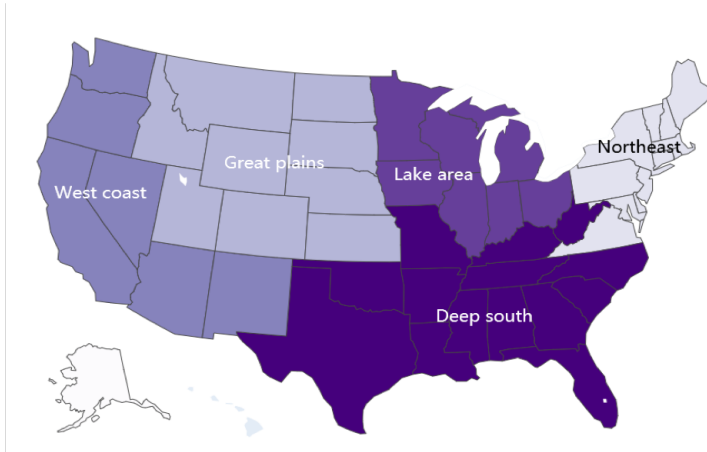 Northeast
Great plains
Lake area
West coast
Deep south